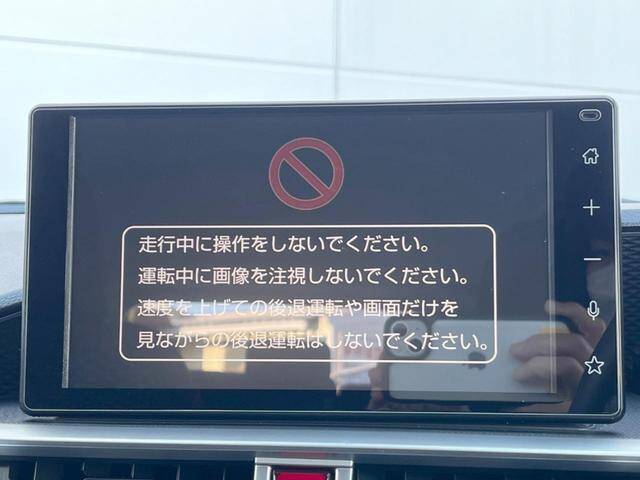 走行中に操作をしないでください。
運転中に画像を注視しないでください。
速度を上げての後退運転や画面だけを
見ながらの後退運転はしないでください。